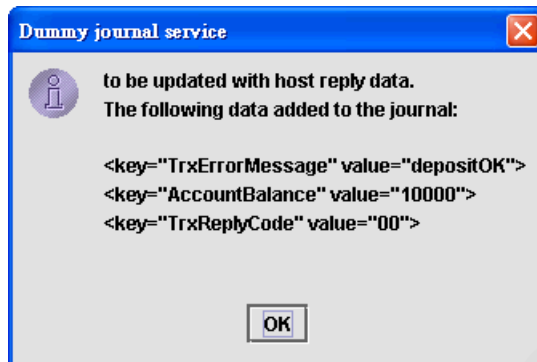 Dummy journal service
to be updated with host reply data.
The following data added to the journal:
<key="TrxErrorMessage" value="depositOK">
<key="AccountBalance" value="10000">
<key="TrxReplyCode" value="00">
OK